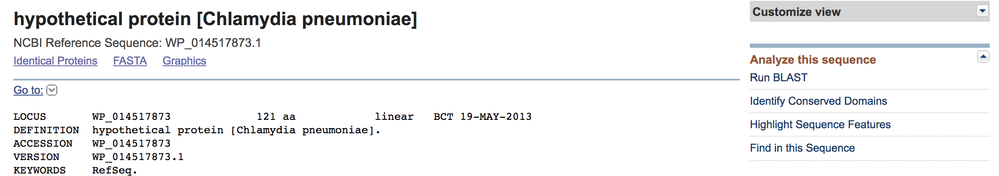 hypothetical protein [Chlamydia pneumoniae]
NCBI Reference Sequence: WP_014517873.1
Identical Proteins FASTA Graphics
Go to:
LOCUS WP_014517873 121 aa linear BCT 19-MAY-2013
DEFINITION hypothetical protein [Chlamydia pneumoniae].
ACCESSION WP_014517873
VERSION WP_014517873.1
KEYWORDS RefSeq.
Customize view
Analyze this sequence
Run BLAST
Identify Conserved Domains
Highlight Sequence Features
Find in this Sequence